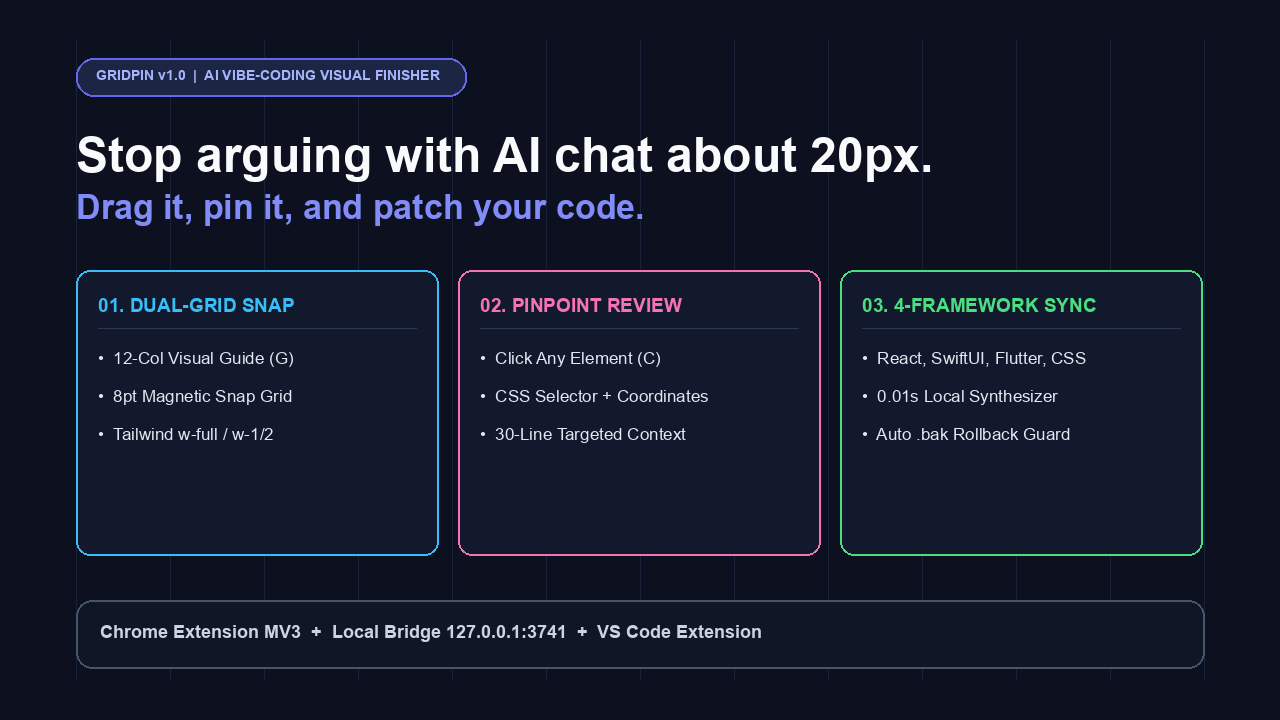 GRIDPIN v1.0 | AI VIBE-CODING VISUAL FINISHER
Stop arguing with AI chat about 20px.
Drag it, pin it, and patch your code.
01. DUAL-GRID SNAP
• 12-Col Visual Guide (G)
• 8pt Magnetic Snap Grid
• Tailwind w-full / w-1/2
02. PINPOINT REVIEW
• Click Any Element (C)
• CSS Selector + Coordinates
• 30-Line Targeted Context
03. 4-FRAMEWORK SYNC
• React, SwiftUI, Flutter, CSS
• 0.01s Local Synthesizer
• Auto .bak Rollback Guard
Chrome Extension MV3 + Local Bridge 127.0.0.1:3741 + VS Code Extension